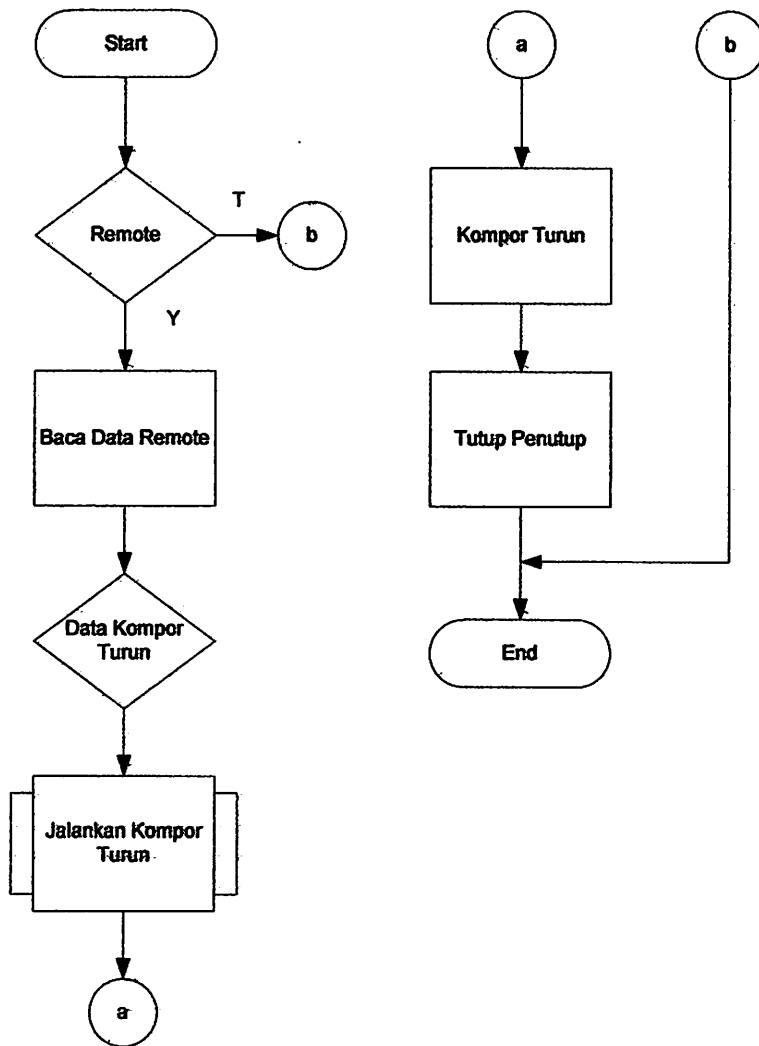 Start
Remote
T
b
Y
Baca Data Remote
Data Kompor
Turun
Jalankan Kompor
Turun
a
a
Kompor Turun
Tutup Penutup
End
b